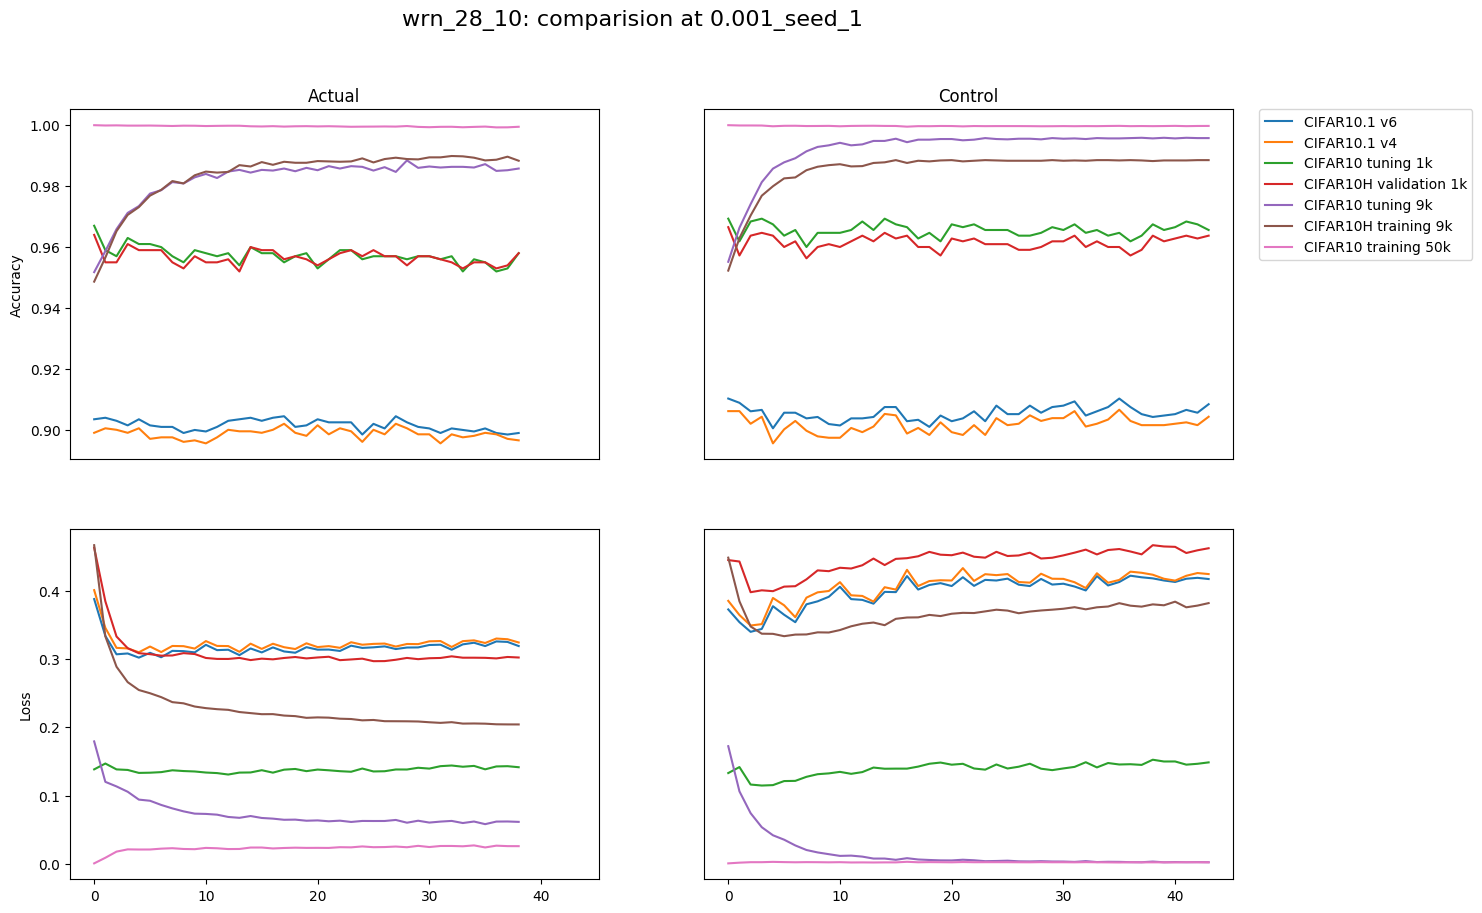 wrn_28_10: comparision at 0.001_seed_1
Actual
Control
Accuracy
1.00
0.98
0.96
0.94
0.92
0.90
CIFAR10.1 v6
CIFAR10.1 v4
CIFAR10 tuning 1k
CIFAR10H validation 1k
CIFAR10 tuning 9k
CIFAR10H training 9k
CIFAR10 training 50k
Loss
0.4
0.3
0.2
0.1
0.0
0 10 20 30 40
0 10 20 30 40